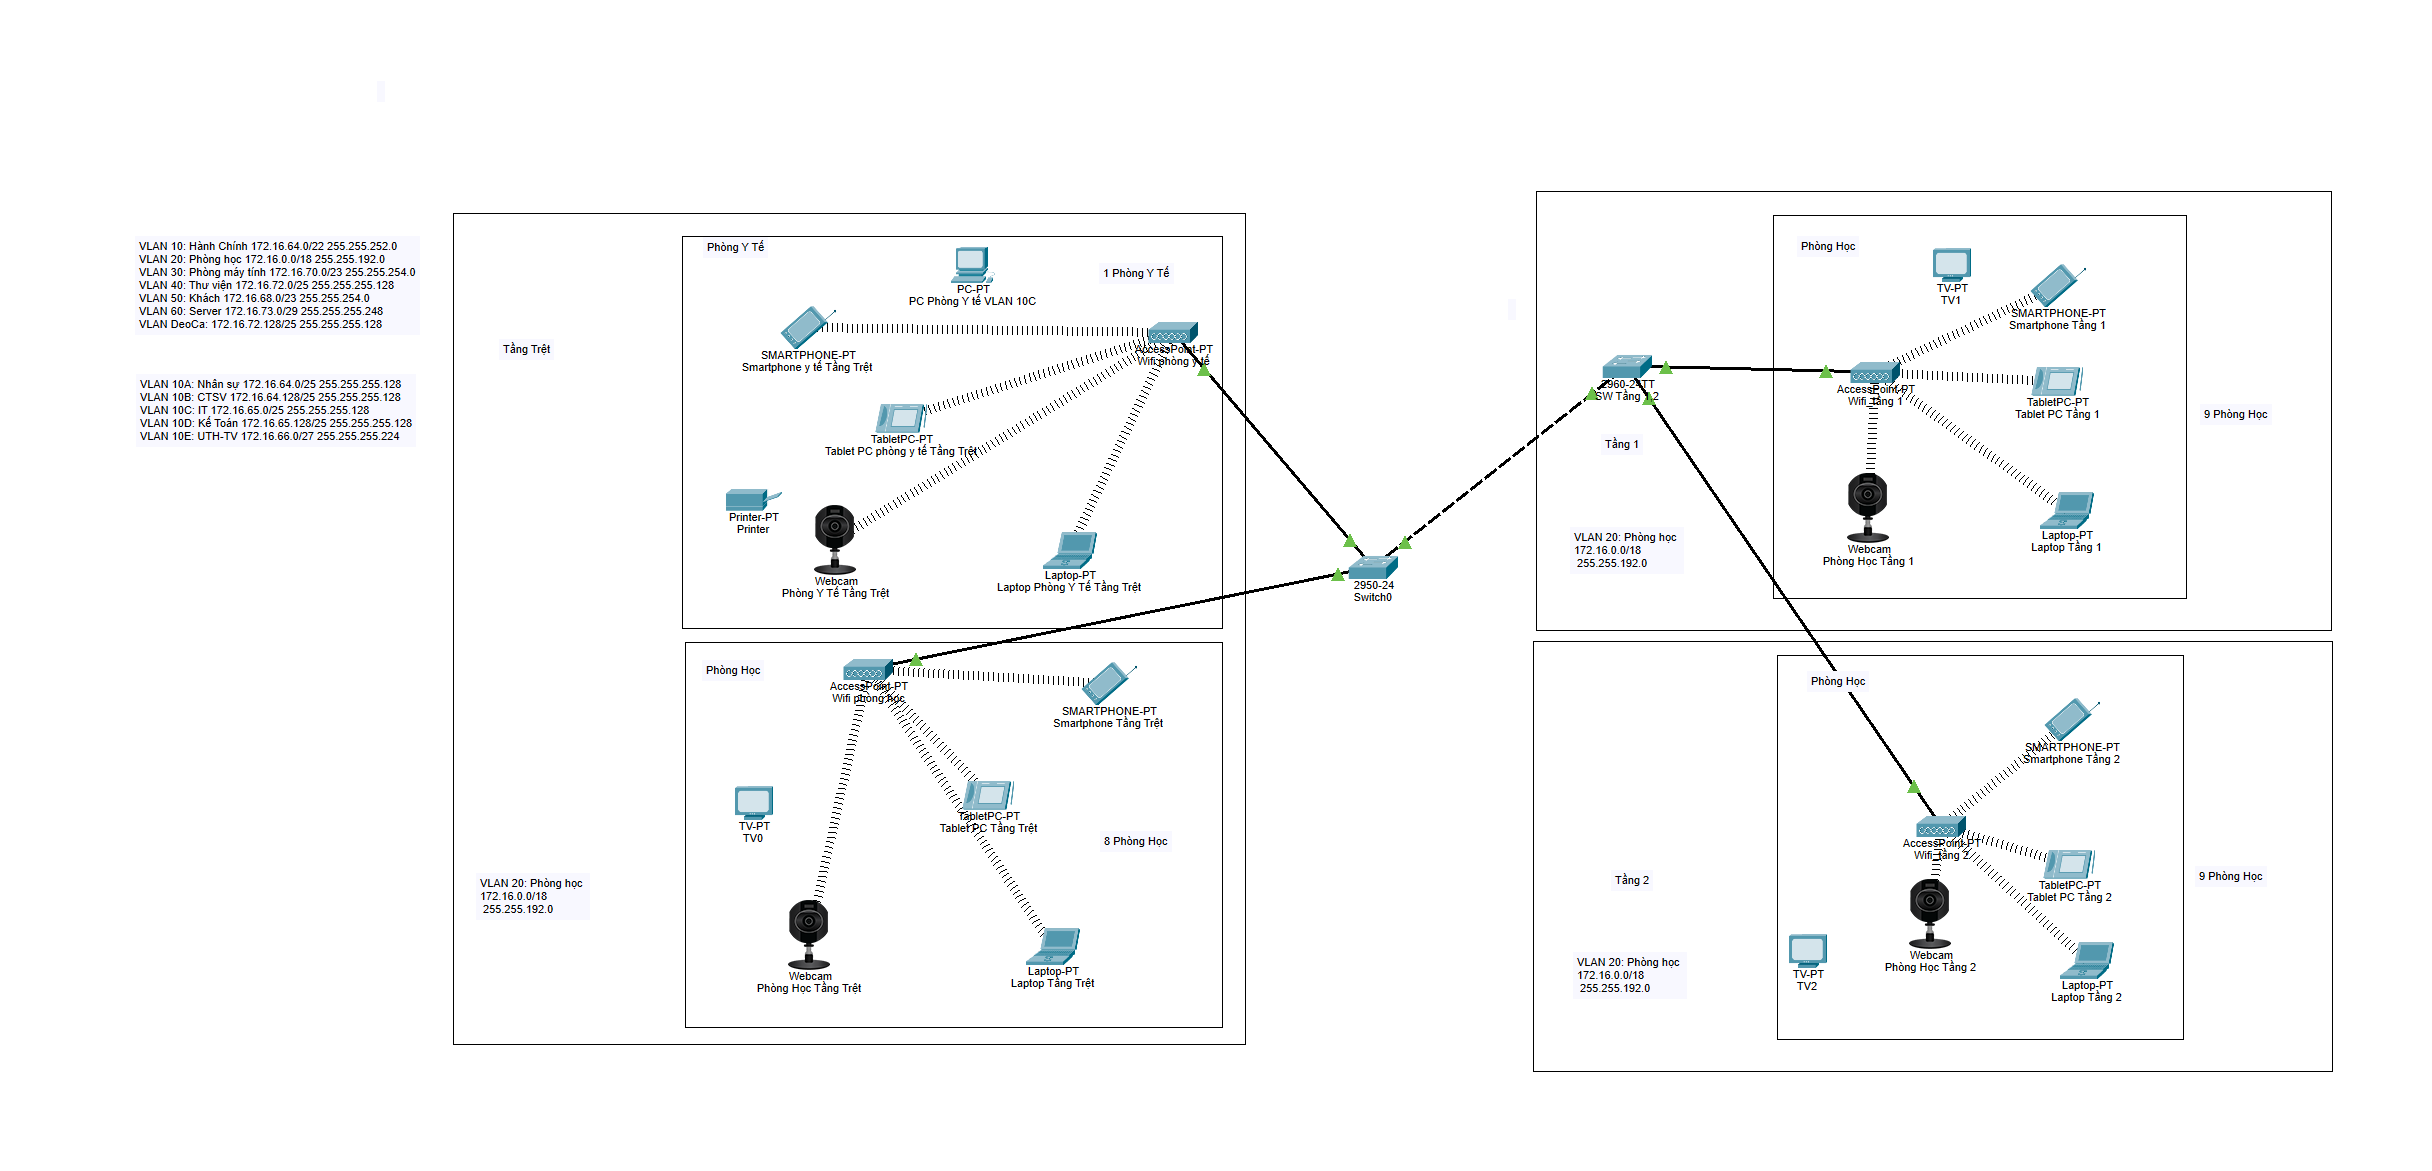 VLAN 10: Hành Chính 172.16.64.0/22 255.255.252.0
VLAN 20: Phòng học 172.16.0.0/18 255.255.192.0
VLAN 30: Phòng máy tính 172.16.70.0/23 255.255.254.0
VLAN 40: Thư viện 172.16.72.0/25 255.255.255.128
VLAN 50: Khách 172.16.68.0/23 255.255.254.0
VLAN 60: Server 172.16.73.0/29 255.255.255.248
VLAN DeoCa: 172.16.72.128/25 255.255.255.128
VLAN 10A: Nhân sự 172.16.64.0/25 255.255.255.128
VLAN 10B: CTSV 172.16.64.128/25 255.255.255.128
VLAN 10C: IT 172.16.65.0/25 255.255.255.128
VLAN 10D: Kế Toán 172.16.65.128/25 255.255.255.128
VLAN 10E: UTH-TV 172.16.66.0/27 255.255.255.224
Tầng Trệt
Phòng Y Tế
1 Phòng Y Tế
PC-PT
PC Phòng Y tế VLAN 10C
SMARTPHONE-PT
Smartphone y tế Tầng Trệt
AccessPoint-PT
Wifi phòng y tế
TabletPC-PT
Tablet PC phòng y tế Tầng Trệt
Printer-PT
Printer
Webcam
Phòng Y Tế Tầng Trệt
Laptop-PT
Laptop Phòng Y Tế Tầng Trệt
Phòng Học
AccessPoint-PT
Wifi phòng học
SMARTPHONE-PT
Smartphone Tầng Trệt
TV-PT
TV0
TabletPC-PT
Tablet PC Tầng Trệt
8 Phòng Học
VLAN 20: Phòng học
172.16.0.0/18
255.255.192.0
Webcam
Phòng Học Tầng Trệt
Laptop-PT
Laptop Tầng Trệt
2950-24
Switch0
2960-24TT
SW Tầng 1 2
Tầng 1
VLAN 20: Phòng học
172.16.0.0/18
255.255.192.0
Phòng Học
TV-PT
TV1
SMARTPHONE-PT
Smartphone Tầng 1
AccessPoint-PT
Wifi Tầng 1
TabletPC-PT
Tablet PC Tầng 1
9 Phòng Học
Webcam
Phòng Học Tầng 1
Laptop-PT
Laptop Tầng 1
Phòng Học
SMARTPHONE-PT
Smartphone Tầng 2
AccessPoint-PT
Wifi Tầng 2
Tầng 2
TabletPC-PT
Tablet PC Tầng 2
9 Phòng Học
VLAN 20: Phòng học
172.16.0.0/18
255.255.192.0
Webcam
Phòng Học Tầng 2
TV-PT
TV2
Laptop-PT
Laptop Tầng 2